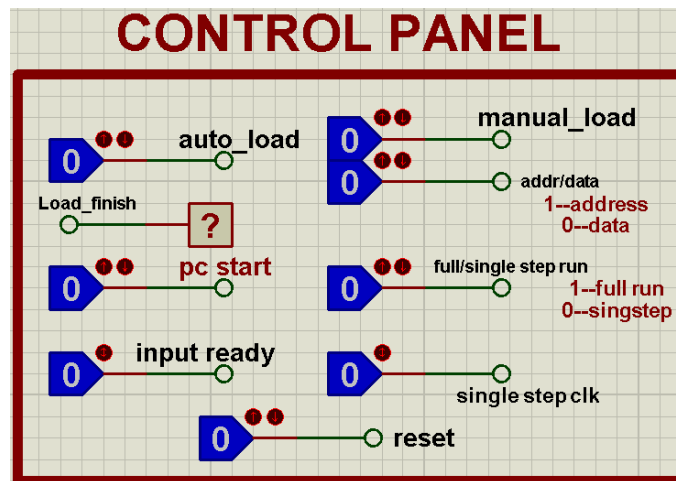 CONTROL PANEL
0
auto_load
0
manual_load
0
addr/data
1--address
0--data
Load_finish
?
0
pc start
0
full/single step run
1--full run
0--singstep
0
input ready
0
single step clk
0
reset